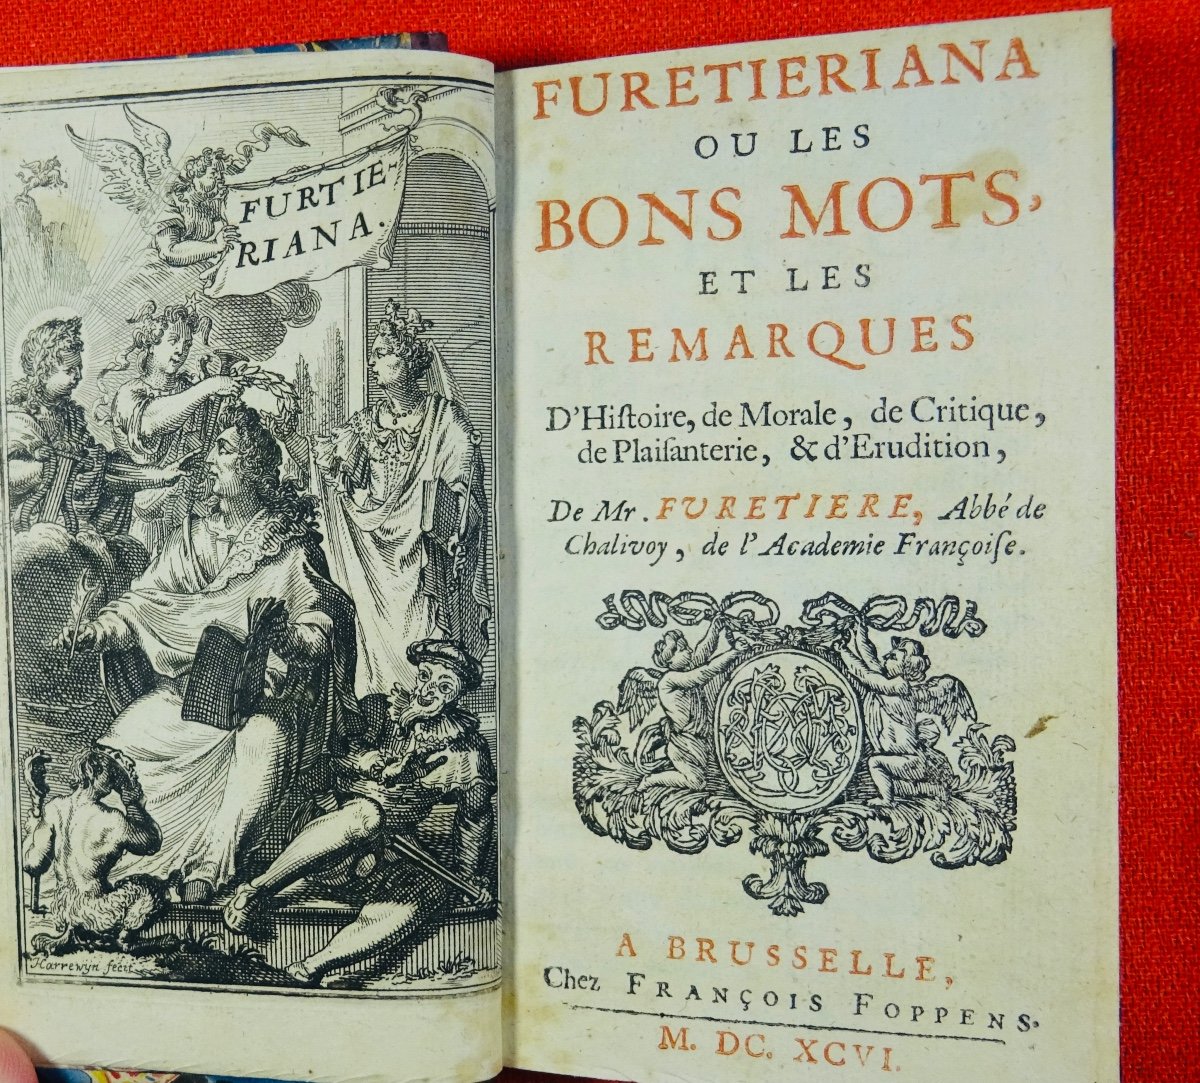 FURTIE-
RIANA.
Harrewyn fecit
FURETIERIANA
OU LES
BONS MOTS,
ET LES
REMARQUES
D'Hiſtoire, de Morale, de Critique,
de Plaiſanterie, & d'Erudition,
De Mr. FVRETIERE, Abbé de
Chalivoy, de l'Academie Françoiſe.
A BRUSSELLE,
Chez FRANÇOIS FOPPENS.
M. DC. XCVI.